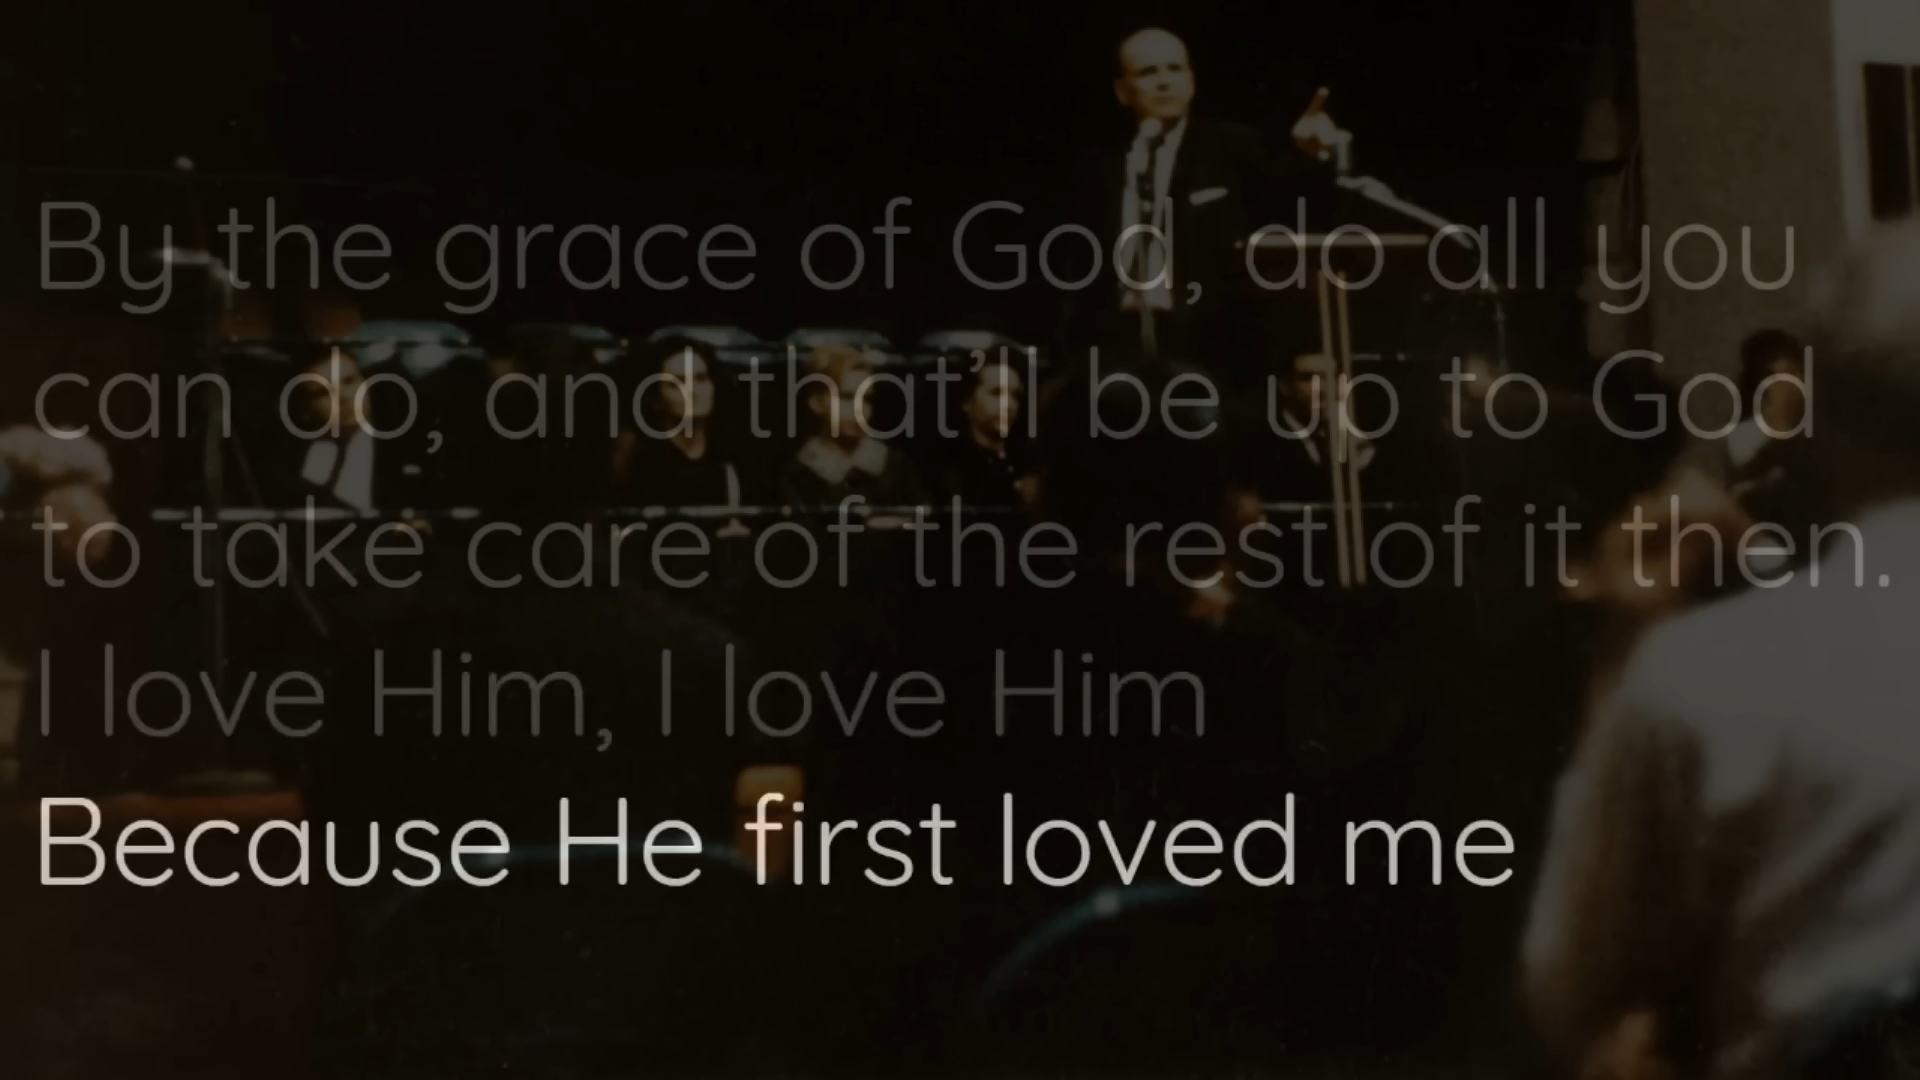 By the grace of God, do all you
can do, and that'll be up to God
to take care of the rest of it then.
I love Him, I love Him
Because He first loved me